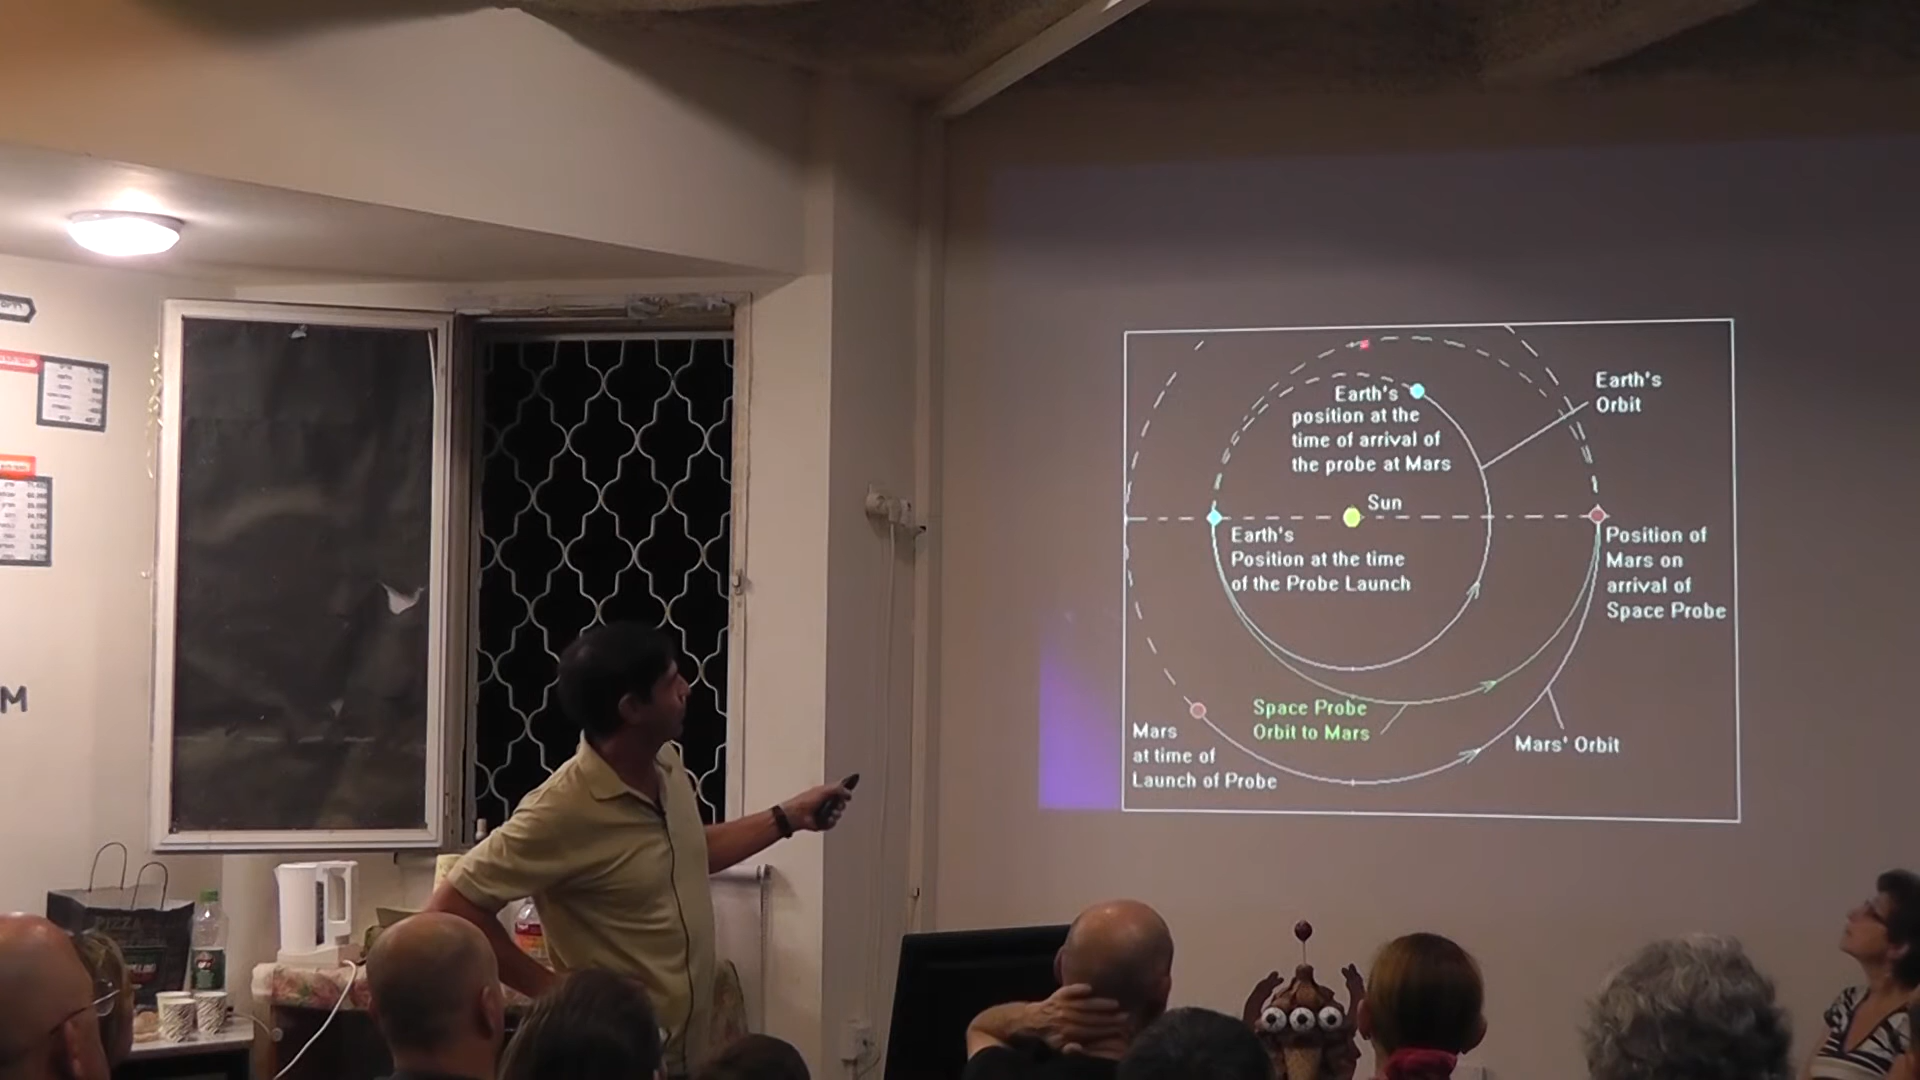 Earth's
position at the
time of arrival of
the probe at Mars
Earth's
Orbit
Sun
Earth's
Position at the time
of the Probe Launch
Position of
Mars on
arrival of
Space Probe
Space Probe
Orbit to Mars
Mars
at time of
Launch of Probe
Mars' Orbit
M
PIZZA